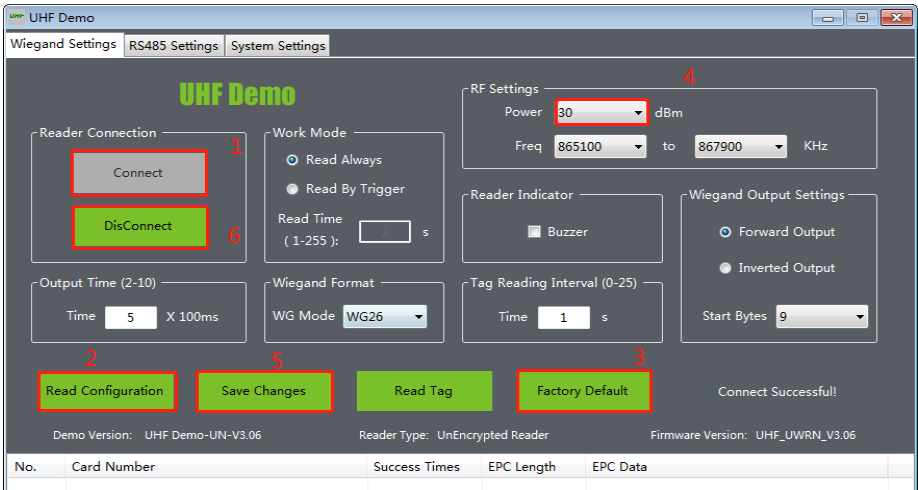 UHF UHF Demo
Wiegand Settings RS485 Settings System Settings
UHF Demo
4
RF Settings
Power 30 dBm
Freq 865100 to 867900 KHz
Reader Connection
1
Connect
DisConnect
6
Work Mode
Read Always
Read By Trigger
Read Time
( 1-255 ): 2 s
Reader Indicator
Buzzer
Wiegand Output Settings
Forward Output
Inverted Output
Start Bytes 9
Output Time (2-10)
Time 5 X 100ms
Wiegand Format
WG Mode WG26
Tag Reading Interval (0-25)
Time 1 s
2 5 3
Read Configuration Save Changes Read Tag Factory Default Connect Successful!
Demo Version: UHF Demo-UN-V3.06 Reader Type: UnEncrypted Reader Firmware Version: UHF_UWRN_V3.06
No. Card Number Success Times EPC Length EPC Data